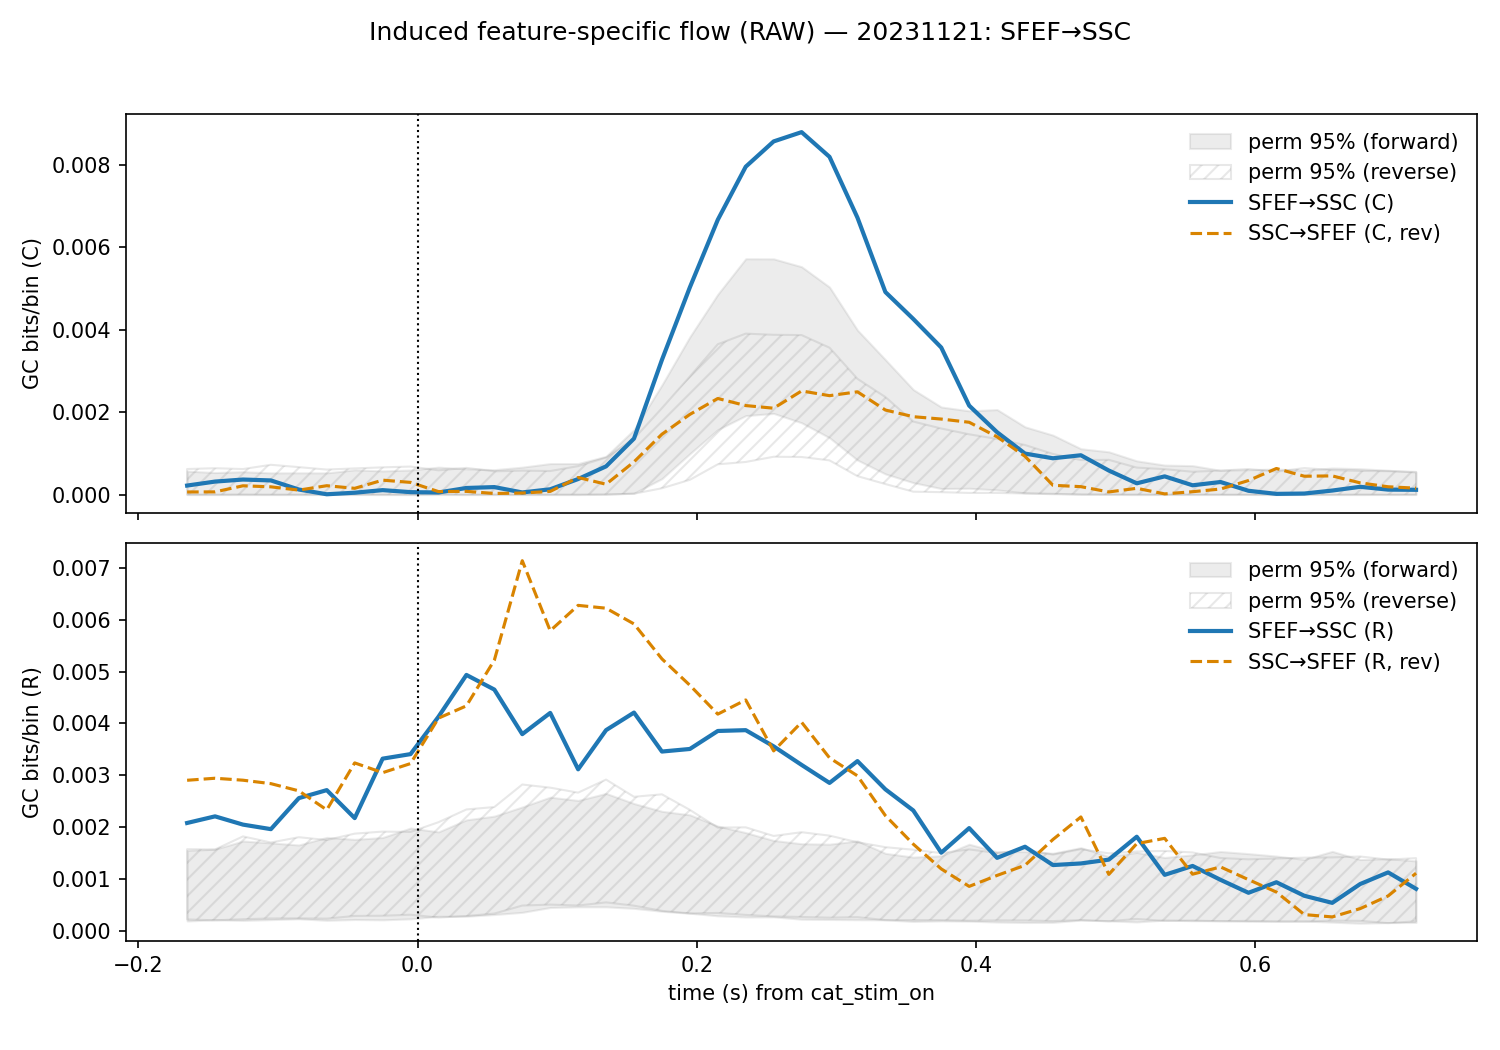 Induced feature-specific flow (RAW) — 20231121: SFEF→SSC
GC bits/bin (C)
0.008
0.006
0.004
0.002
0.000
perm 95% (forward)
perm 95% (reverse)
SFEF→SSC (C)
SSC→SFEF (C, rev)
GC bits/bin (R)
0.007
0.006
0.005
0.004
0.003
0.002
0.001
0.000
perm 95% (forward)
perm 95% (reverse)
SFEF→SSC (R)
SSC→SFEF (R, rev)
−0.2 0.0 0.2 0.4 0.6
time (s) from cat_stim_on